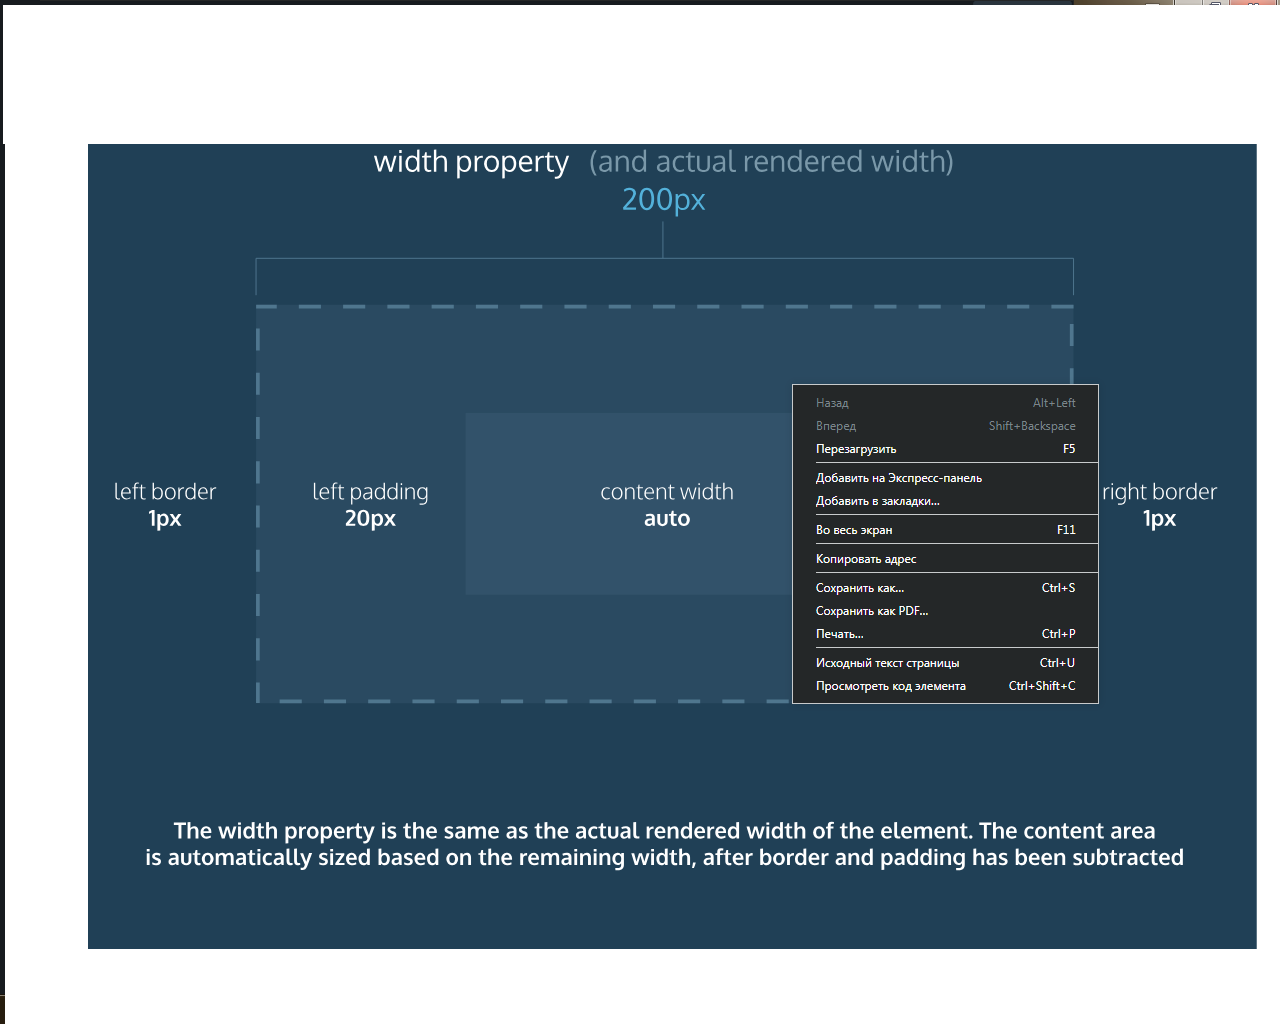 width property (and actual rendered width)
200px
Назад Alt+Left
Вперед Shift+Backspace
Перезагрузить F5
Добавить на Экспресс-панель
left border left padding content width right border
Добавить в закладки...
1px 20px auto 1px
Во весь экран F11
Копировать адрес
Сохранить как... Ctrl+S
Сохранить как PDF...
Печать... Ctrl+P
Исходный текст страницы Ctrl+U
Просмотреть код элемента Ctrl+Shift+C
The width property is the same as the actual rendered width of the element. The content area
is automatically sized based on the remaining width, after border and padding has been subtracted